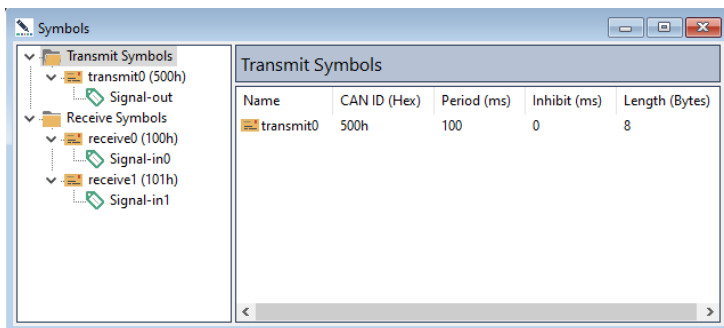 Symbols
Transmit Symbols
transmit0 (500h)
Signal-out
Receive Symbols
receive0 (100h)
Signal-in0
receive1 (101h)
Signal-in1
Transmit Symbols
Name CAN ID (Hex) Period (ms) Inhibit (ms) Length (Bytes)
transmit0 500h 100 0 8